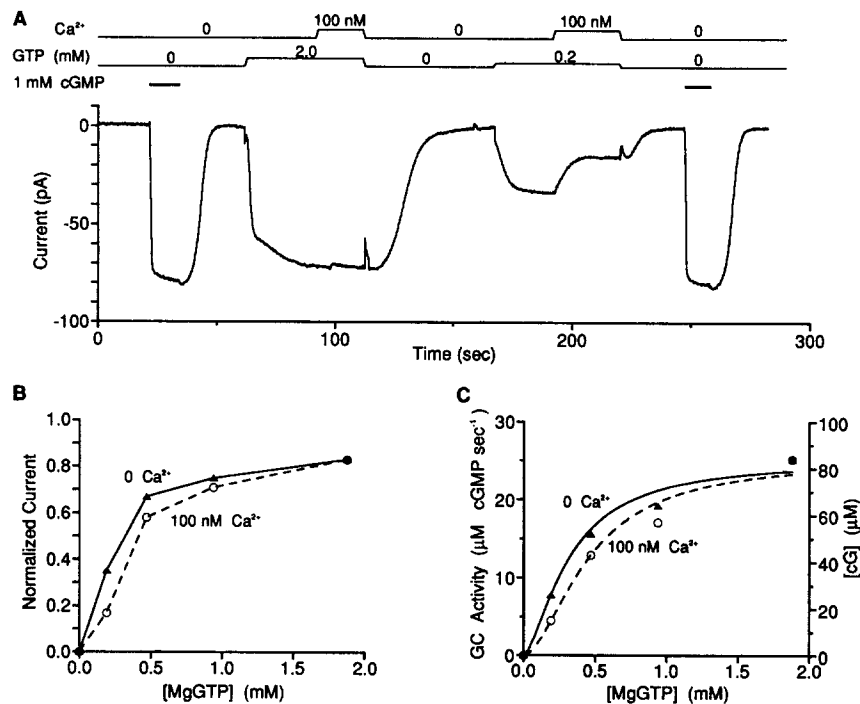 A
Ca²⁺ 0 100 nM 0 100 nM 0
GTP (mM) 0 2.0 0 0.2 0
1 mM cGMP
0
-50
-100
Current (pA)
0 100 200 300
Time (sec)
B
1.0
0.8
0.6
0.4
0.2
0.0
Normalized Current
0 Ca²⁺
100 nM Ca²⁺
0.0 0.5 1.0 1.5 2.0
[MgGTP] (mM)
C
30
25
20
15
10
5
0
GC Activity (µM cGMP sec⁻¹)
0 Ca²⁺
100 nM Ca²⁺
100
80
60
40
20
0
[cG] (µM)
0.0 0.5 1.0 1.5 2.0
[MgGTP] (mM)